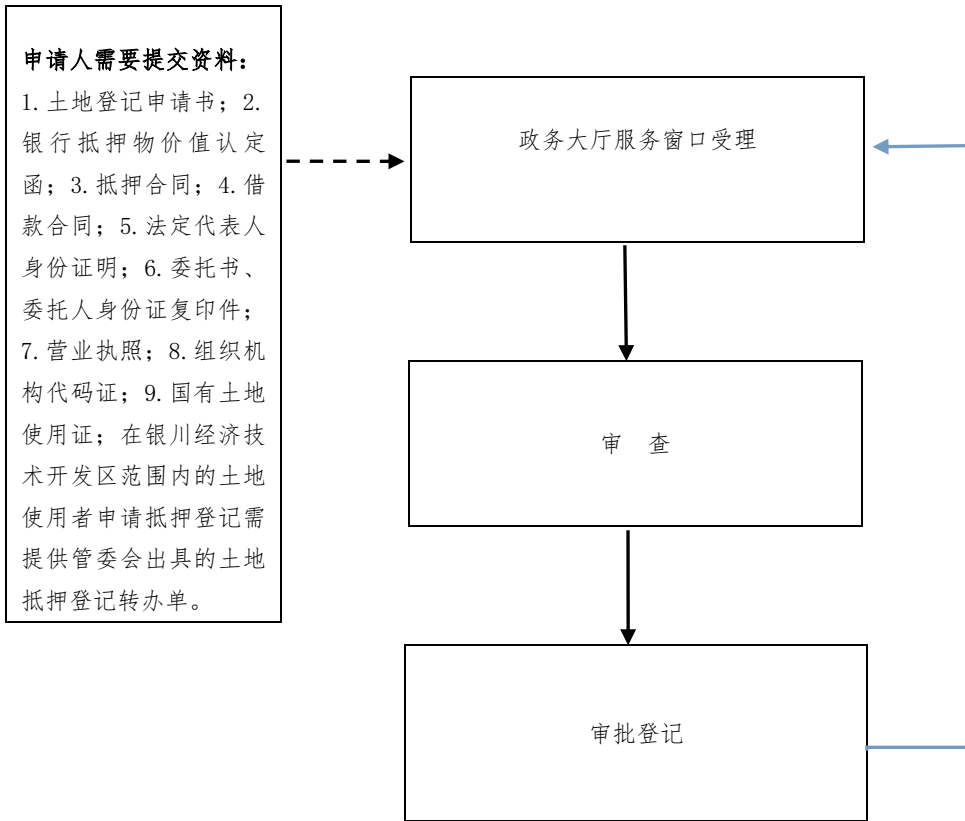 申请人需要提交资料：
1.土地登记申请书；2.
银行抵押物价值认定
函；3.抵押合同；4.借
款合同；5.法定代表人
身份证明；6.委托书、
委托人身份证复印件；
7.营业执照；8.组织机
构代码证；9.国有土地
使用证；在银川经济技
术开发区范围内的土地
使用者申请抵押登记需
提供管委会出具的土地
抵押登记转办单。
政务大厅服务窗口受理
审 查
审批登记